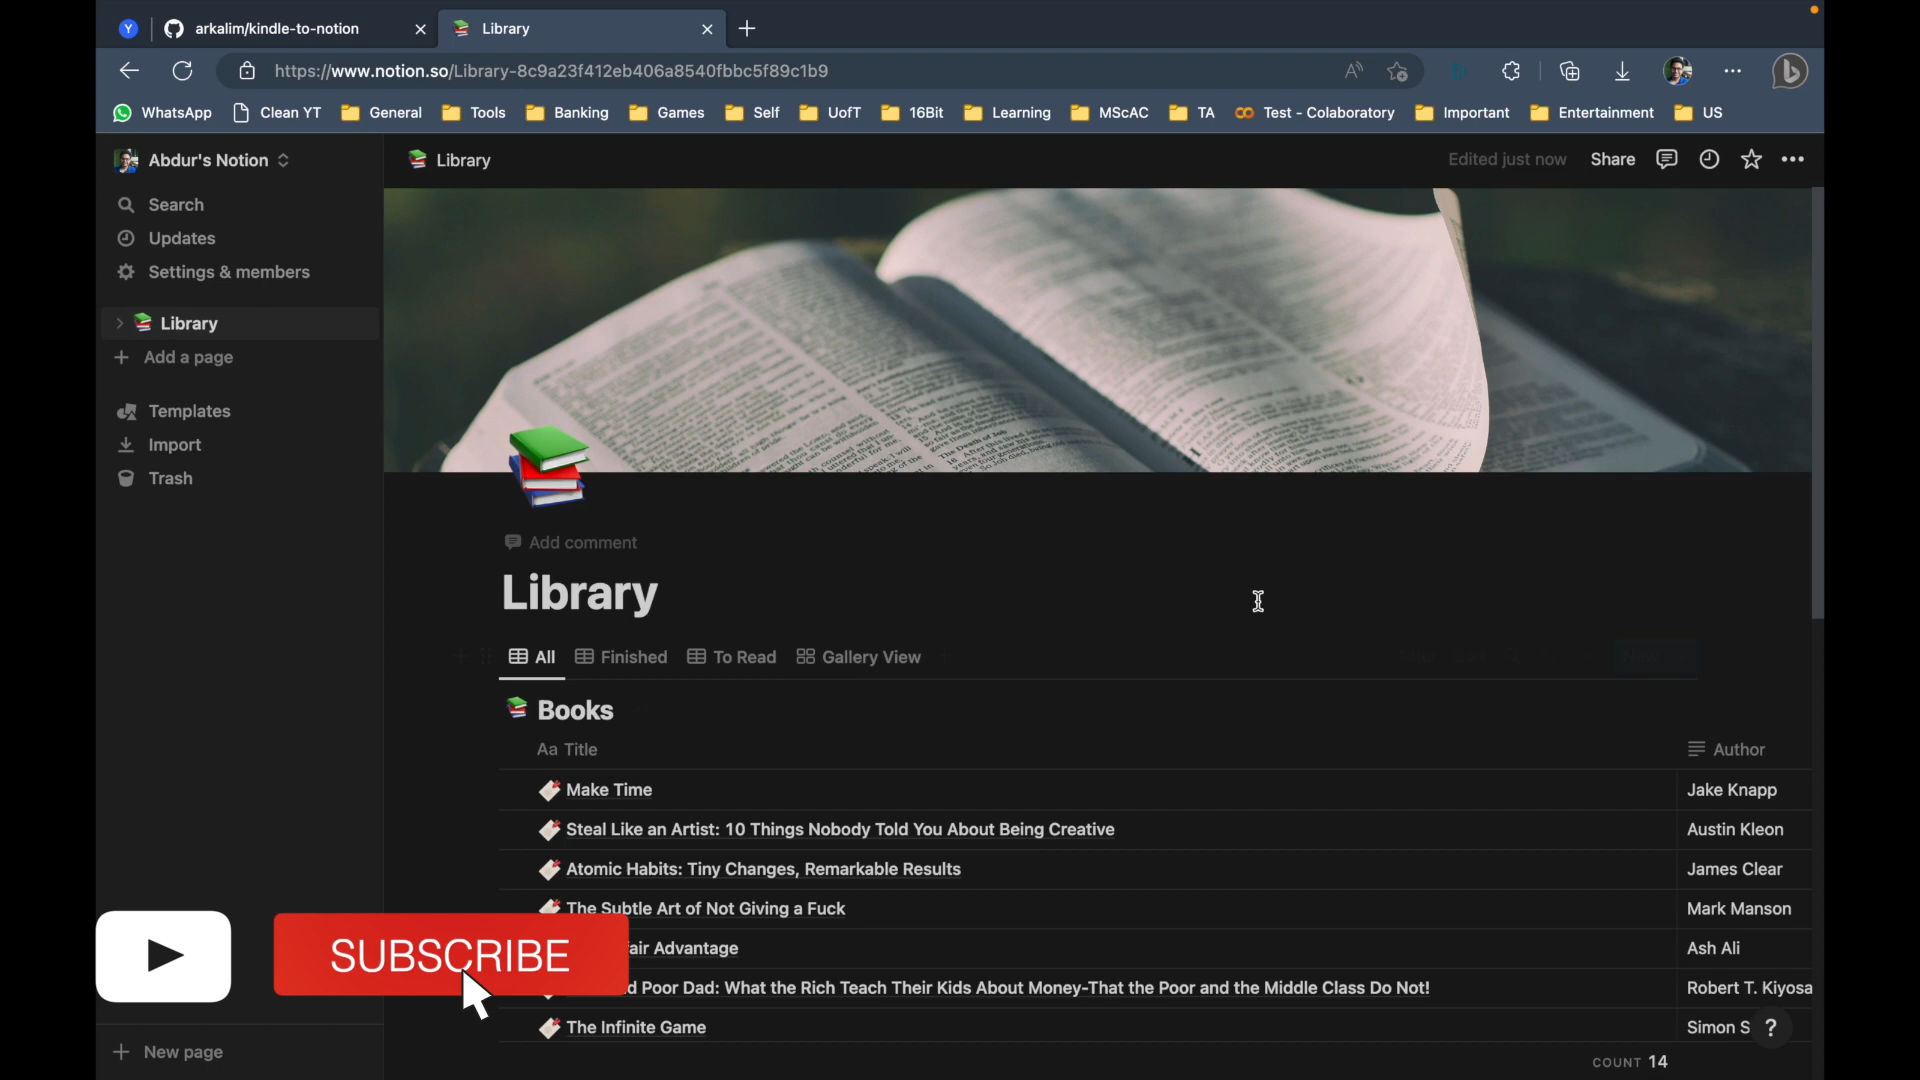 Y
arkalim/kindle-to-notion
Library
https://www.notion.so/Library-8c9a23f412eb406a8540fbbc5f89c1b9
WhatsApp
Clean YT
General
Tools
Banking
Games
Self
UofT
16Bit
Learning
MScAC
TA
Test - Colaboratory
Important
Entertainment
US
Abdur's Notion
Library
Edited just now
Share
Search
Updates
Settings & members
Library
Add a page
Templates
Import
Trash
Add comment
Library
All
Finished
To Read
Gallery View
Books
Aa Title
Author
Make Time
Jake Knapp
Steal Like an Artist: 10 Things Nobody Told You About Being Creative
Austin Kleon
Atomic Habits: Tiny Changes, Remarkable Results
James Clear
The Subtle Art of Not Giving a Fuck
Mark Manson
SUBSCRIBE
air Advantage
Ash Ali
d Poor Dad: What the Rich Teach Their Kids About Money-That the Poor and the Middle Class Do Not!
Robert T. Kiyosa
The Infinite Game
Simon S
?
New page
COUNT 14